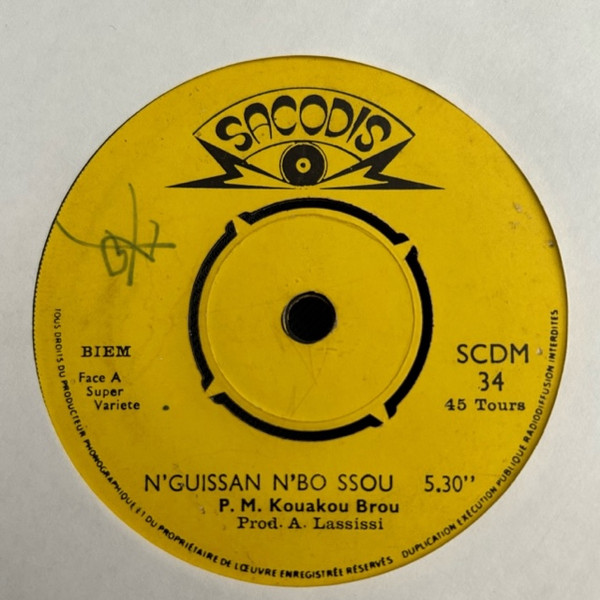 SACODIS
BIEM
Face A
Super
Variete
SCDM
34
45 Tours
N'GUISSAN N'BO SSOU 5.30''
P. M. Kouakou Brou
Prod. A. Lassissi
TOUS DROITS DU PRODUCTEUR PHONOGRAPHIQUE ET DU PROPRIÉTAIRE DE L'ŒUVRE ENREGISTRÉE RÉSERVÉS DUPLICATION EXÉCUTION PUBLIQUE RADIODIFFUSION INTERDITES